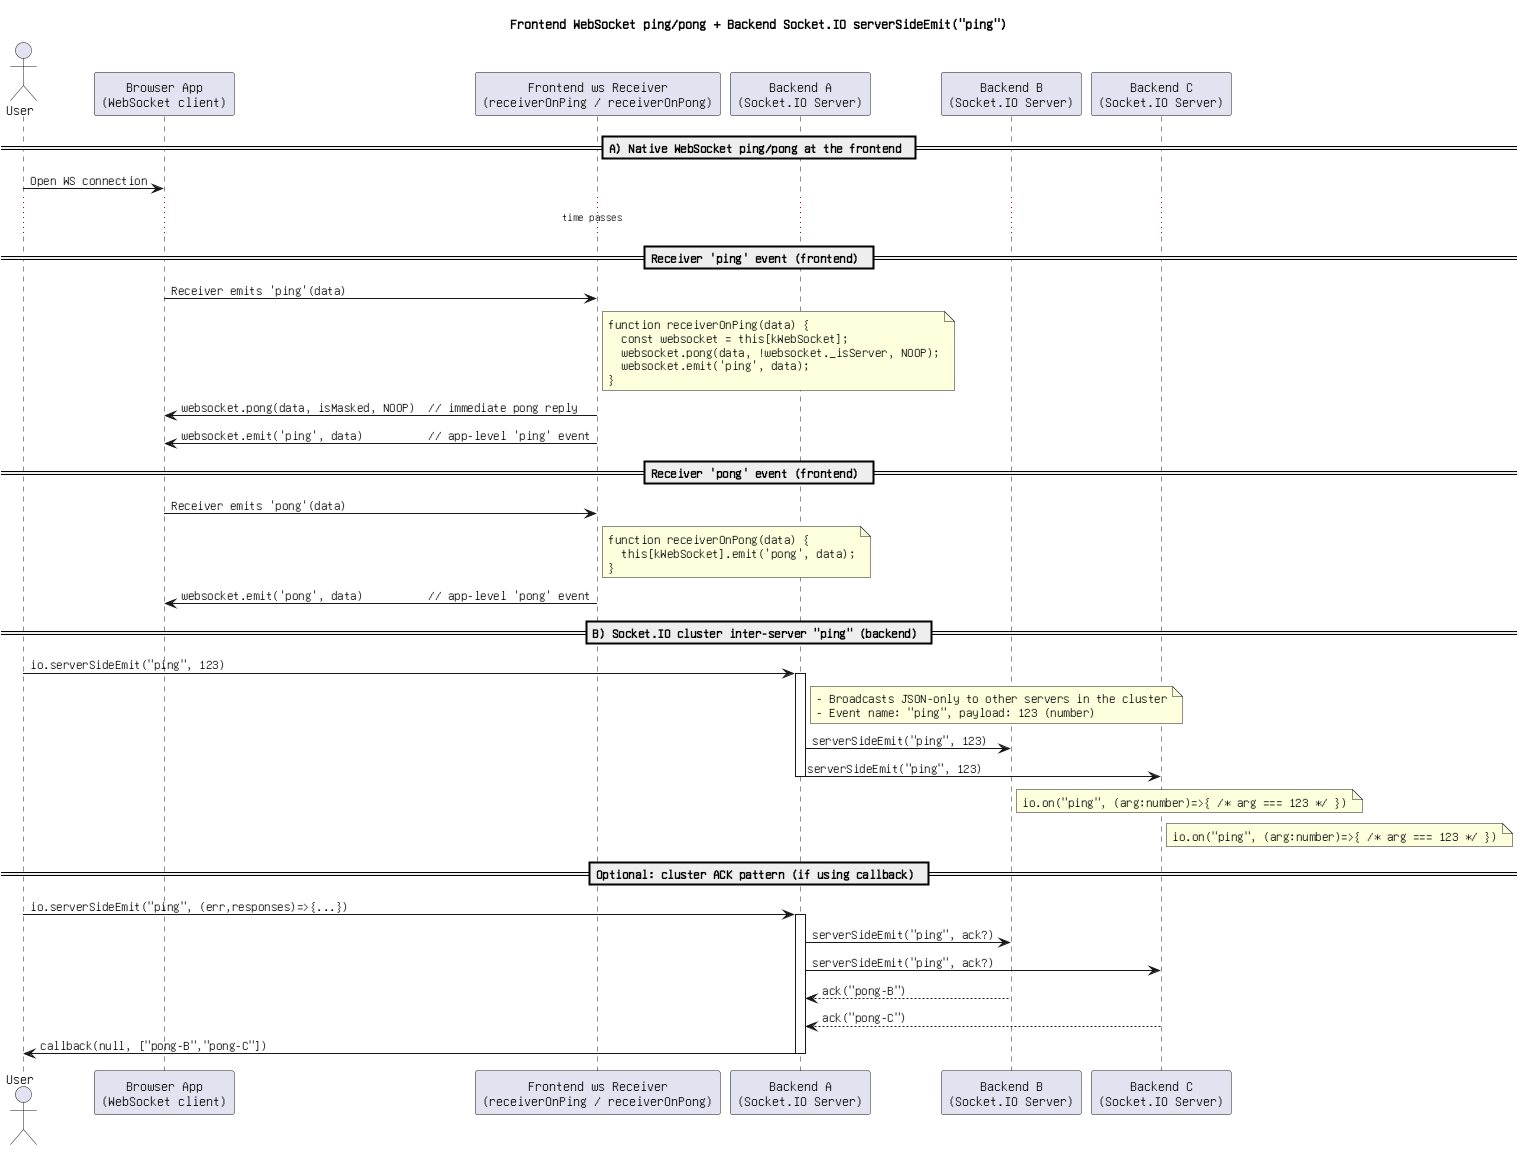 Frontend WebSocket ping/pong + Backend Socket.IO serverSideEmit("ping")
User
Browser App
(WebSocket client)
Frontend ws Receiver
(receiverOnPing / receiverOnPong)
Backend A
(Socket.IO Server)
Backend B
(Socket.IO Server)
Backend C
(Socket.IO Server)
A) Native WebSocket ping/pong at the frontend
Open WS connection
time passes
Receiver 'ping' event (frontend)
Receiver emits 'ping'(data)
function receiverOnPing(data) {
  const websocket = this[kWebSocket];
  websocket.pong(data, !websocket._isServer, NOOP);
  websocket.emit('ping', data);
}
websocket.pong(data, isMasked, NOOP)  // immediate pong reply
websocket.emit('ping', data)          // app-level 'ping' event
Receiver 'pong' event (frontend)
Receiver emits 'pong'(data)
function receiverOnPong(data) {
  this[kWebSocket].emit('pong', data);
}
websocket.emit('pong', data)          // app-level 'pong' event
B) Socket.IO cluster inter-server "ping" (backend)
io.serverSideEmit("ping", 123)
- Broadcasts JSON-only to other servers in the cluster
- Event name: "ping", payload: 123 (number)
serverSideEmit("ping", 123)
serverSideEmit("ping", 123)
io.on("ping", (arg:number)=>{ /* arg === 123 */ })
io.on("ping", (arg:number)=>{ /* arg === 123 */ })
Optional: cluster ACK pattern (if using callback)
io.serverSideEmit("ping", (err,responses)=>{...})
serverSideEmit("ping", ack?)
serverSideEmit("ping", ack?)
ack("pong-B")
ack("pong-C")
callback(null, ["pong-B","pong-C"])
User
Browser App
(WebSocket client)
Frontend ws Receiver
(receiverOnPing / receiverOnPong)
Backend A
(Socket.IO Server)
Backend B
(Socket.IO Server)
Backend C
(Socket.IO Server)